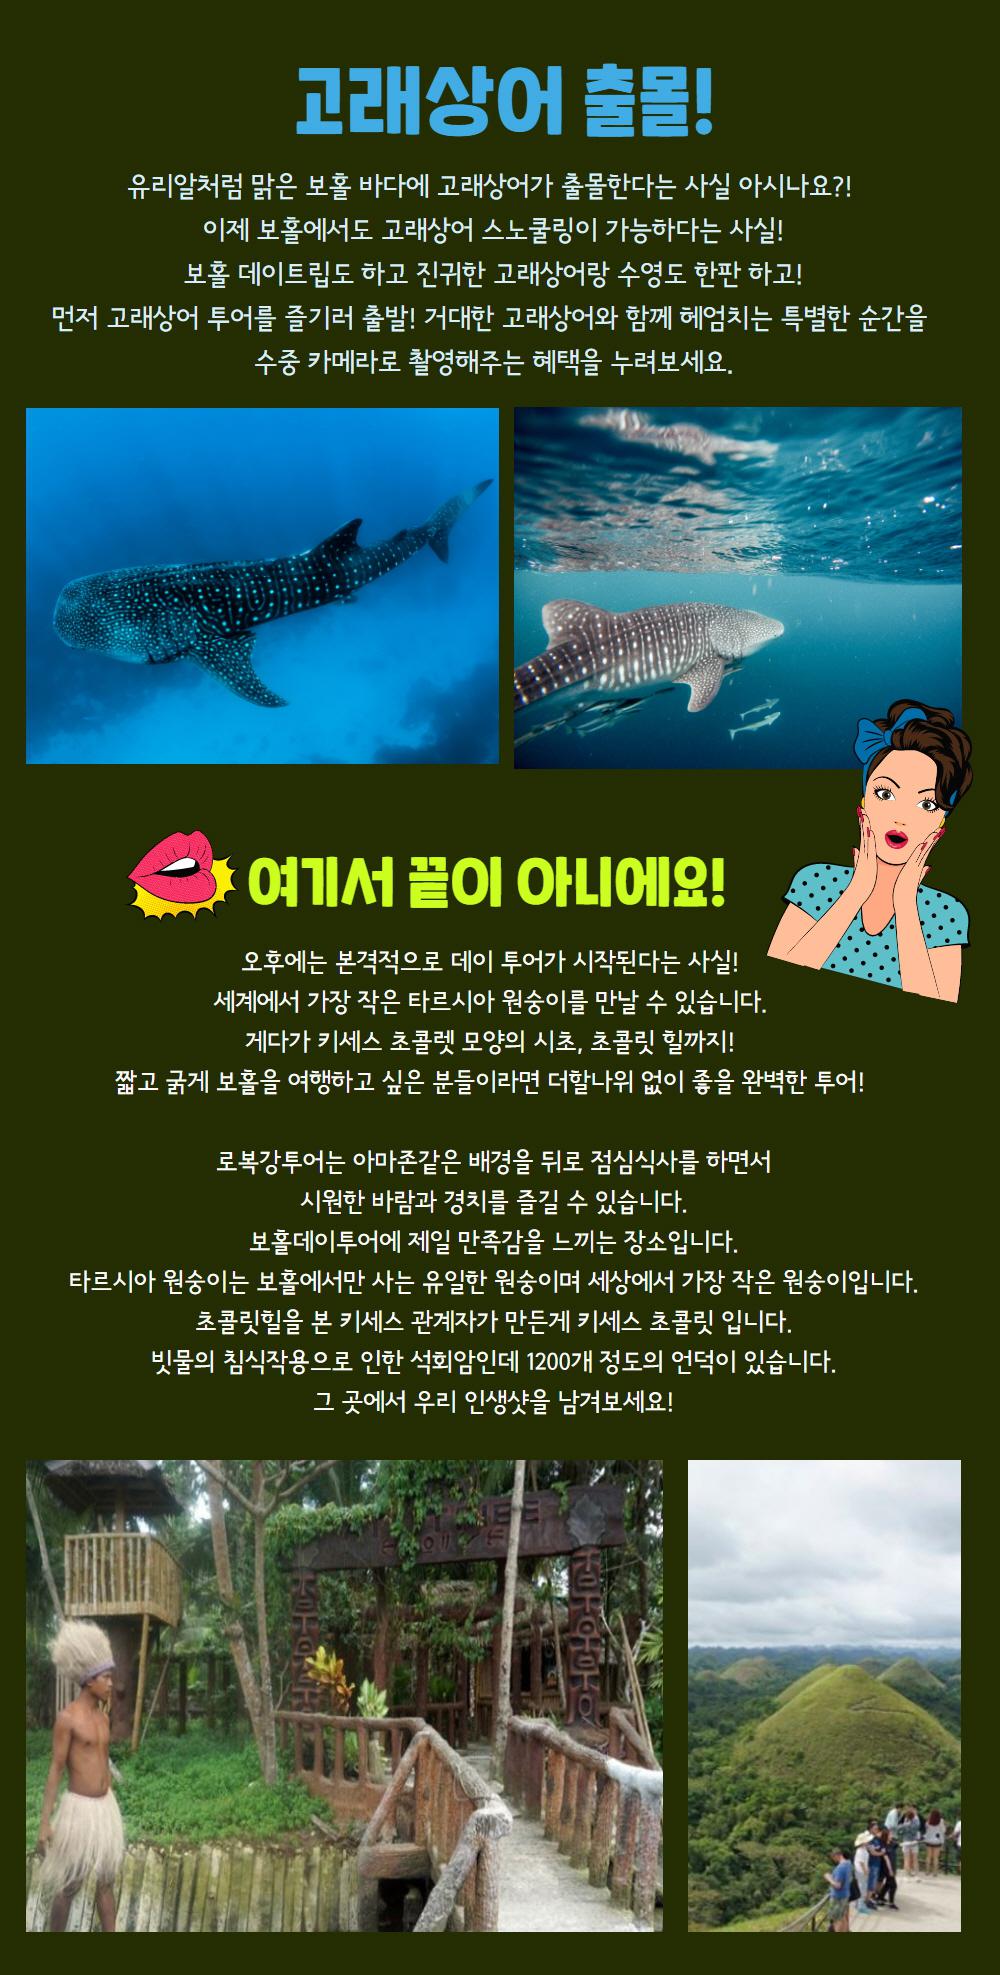 고래상어 출몰!
유리알처럼 맑은 보홀 바다에 고래상어가 출몰한다는 사실 아시나요?!
이제 보홀에서도 고래상어 스노쿨링이 가능하다는 사실!
보홀 데이트립도 하고 진귀한 고래상어랑 수영도 한판 하고!
먼저 고래상어 투어를 즐기러 출발! 거대한 고래상어와 함께 헤엄치는 특별한 순간을
수중 카메라로 촬영해주는 혜택을 누려보세요.
여기서 끝이 아니에요!
오후에는 본격적으로 데이 투어가 시작된다는 사실!
세계에서 가장 작은 타르시아 원숭이를 만날 수 있습니다.
게다가 키세스 초콜렛 모양의 시초, 초콜릿 힐까지!
짧고 굵게 보홀을 여행하고 싶은 분들이라면 더할나위 없이 좋을 완벽한 투어!
로복강투어는 아마존같은 배경을 뒤로 점심식사를 하면서
시원한 바람과 경치를 즐길 수 있습니다.
보홀데이투어에 제일 만족감을 느끼는 장소입니다.
타르시아 원숭이는 보홀에서만 사는 유일한 원숭이며 세상에서 가장 작은 원숭이입니다.
초콜릿힐을 본 키세스 관계자가 만든게 키세스 초콜릿 입니다.
빗물의 침식작용으로 인한 석회암인데 1200개 정도의 언덕이 있습니다.
그 곳에서 우리 인생샷을 남겨보세요!